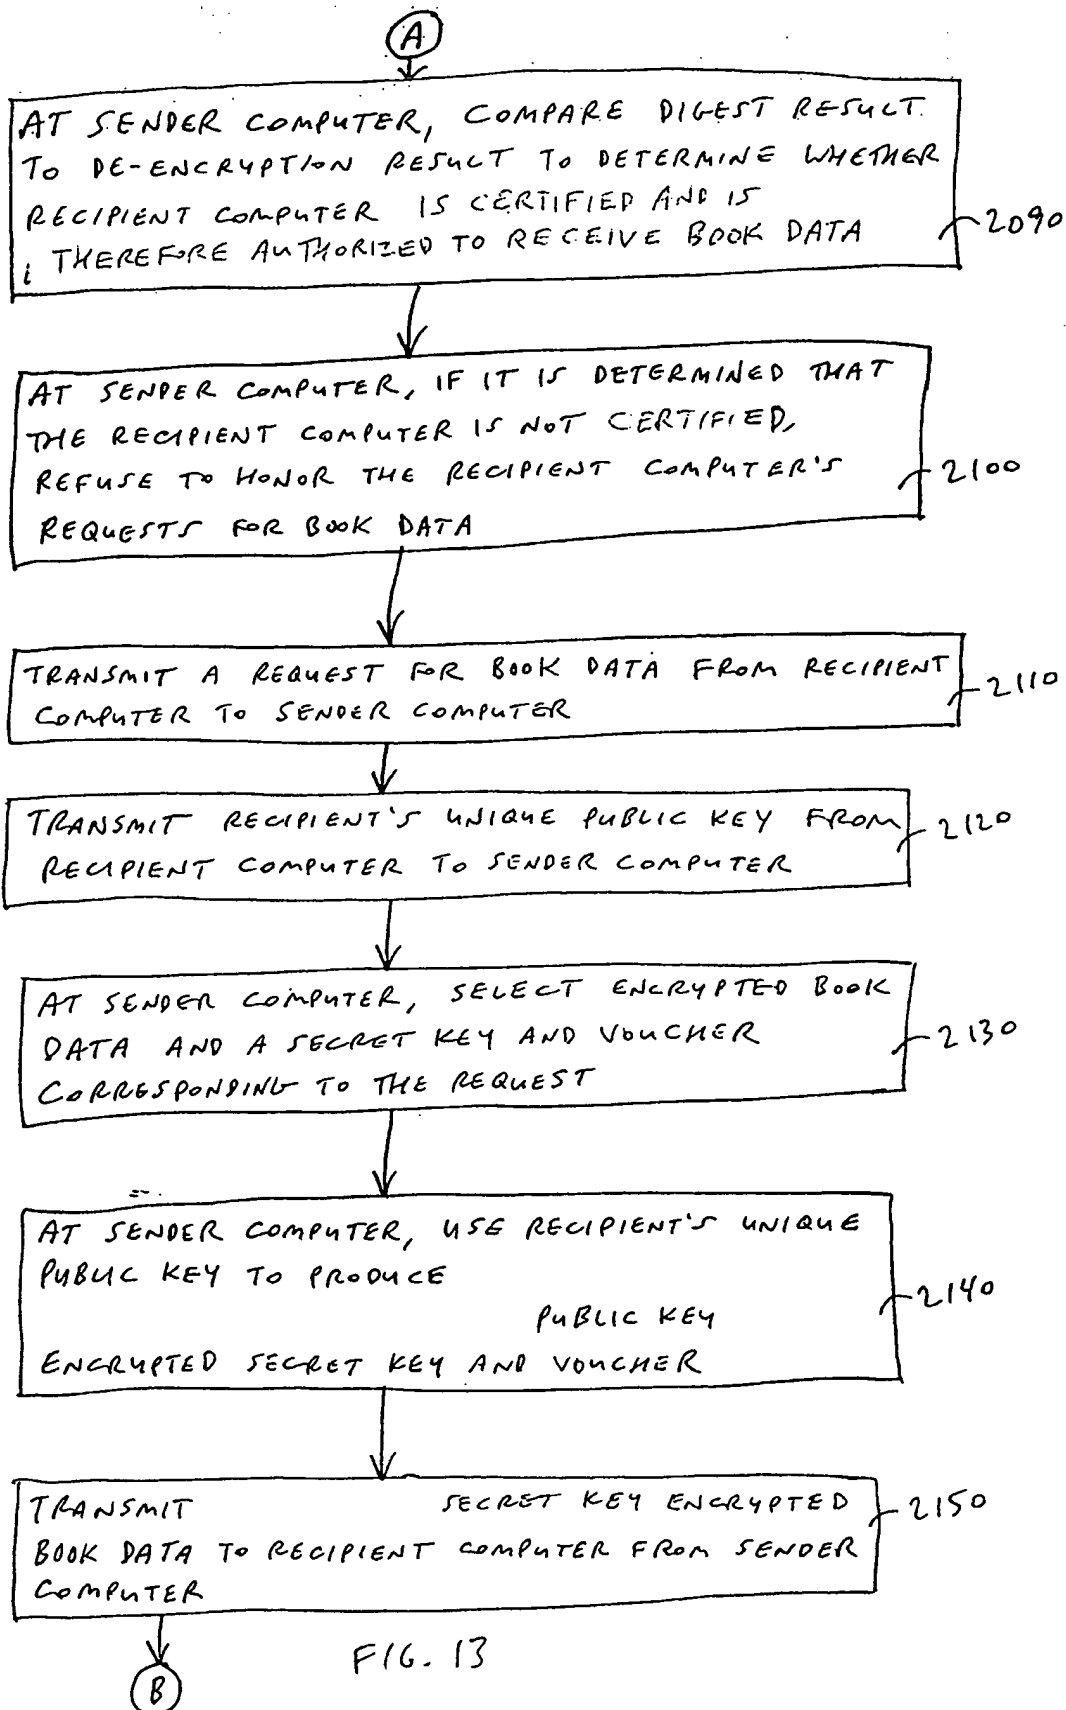 A
AT SENDER COMPUTER, COMPARE DIGEST RESULT
TO DE-ENCRYPTION RESULT TO DETERMINE WHETHER
RECIPIENT COMPUTER IS CERTIFIED AND IS
THEREFORE AUTHORIZED TO RECEIVE BOOK DATA
2090
AT SENDER COMPUTER, IF IT IS DETERMINED THAT
THE RECIPIENT COMPUTER IS NOT CERTIFIED,
REFUSE TO HONOR THE RECIPIENT COMPUTER'S
REQUESTS FOR BOOK DATA
2100
TRANSMIT A REQUEST FOR BOOK DATA FROM RECIPIENT
COMPUTER TO SENDER COMPUTER
2110
TRANSMIT RECIPIENT'S UNIQUE PUBLIC KEY FROM
RECIPIENT COMPUTER TO SENDER COMPUTER
2120
AT SENDER COMPUTER, SELECT ENCRYPTED BOOK
DATA AND A SECRET KEY AND VOUCHER
CORRESPONDING TO THE REQUEST
2130
AT SENDER COMPUTER, USE RECIPIENT'S UNIQUE
PUBLIC KEY TO PRODUCE
PUBLIC KEY
ENCRYPTED SECRET KEY AND VOUCHER
2140
TRANSMIT SECRET KEY ENCRYPTED
BOOK DATA TO RECIPIENT COMPUTER FROM SENDER
COMPUTER
2150
B
FIG. 13